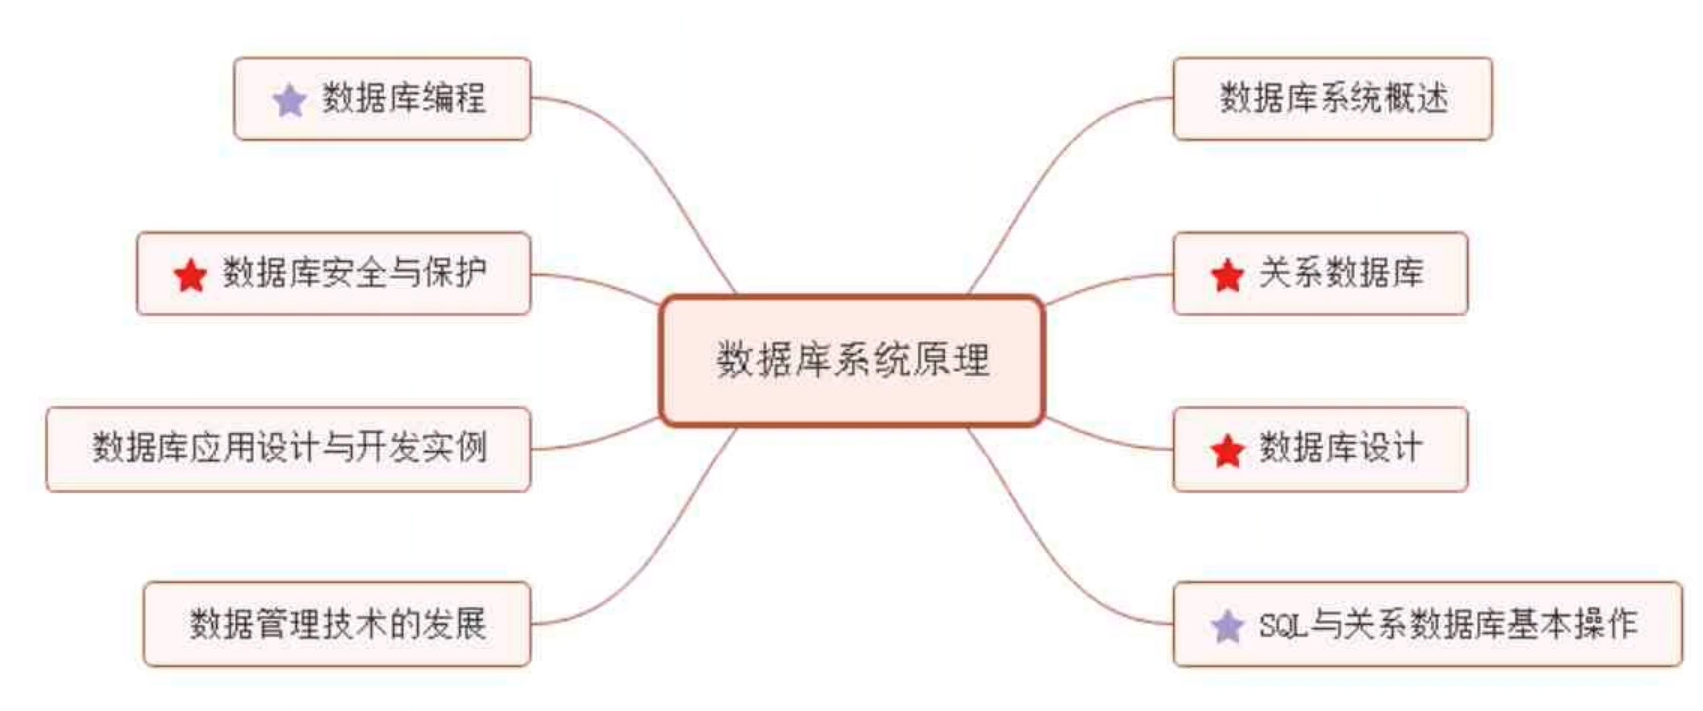 数据库编程
数据库系统概述
数据库安全与保护
关系数据库
数据库系统原理
数据库应用设计与开发实例
数据库设计
数据管理技术的发展
SQL与关系数据库基本操作